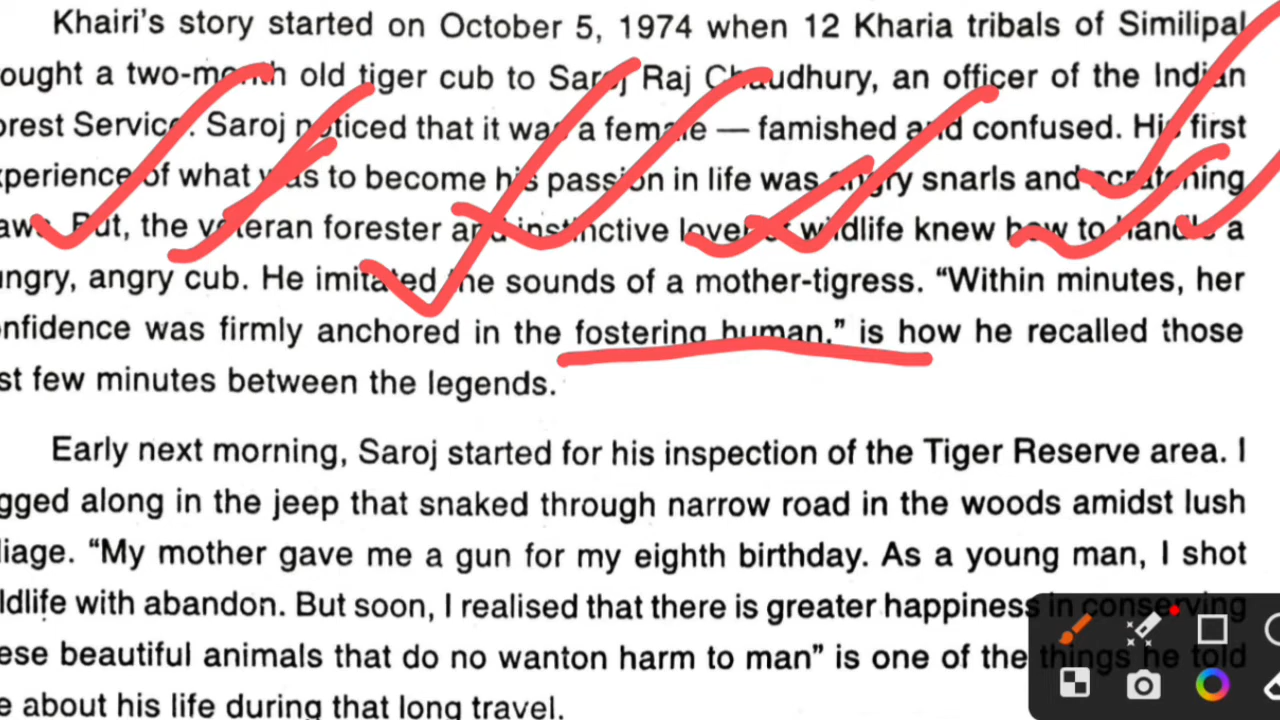 Khairi's story started on October 5, 1974 when 12 Kharia tribals of Similipal
ought a two-month old tiger cub to Saroj Raj Chaudhury, an officer of the Indian
orest Service. Saroj noticed that it was a female — famished and confused. His first
xperience of what was to become his passion in life was angry snarls and scratching
aws. But, the veteran forester and instinctive lover of wildlife knew how to handle a
ungry, angry cub. He imitated the sounds of a mother-tigress. “Within minutes, her
onfidence was firmly anchored in the fostering human.” is how he recalled those
st few minutes between the legends.
Early next morning, Saroj started for his inspection of the Tiger Reserve area. I
gged along in the jeep that snaked through narrow road in the woods amidst lush
liage. “My mother gave me a gun for my eighth birthday. As a young man, I shot
ldlife with abandon. But soon, I realised that there is greater happiness in conserving
ese beautiful animals that do no wanton harm to man” is one of the things he told
e about his life during that long travel.